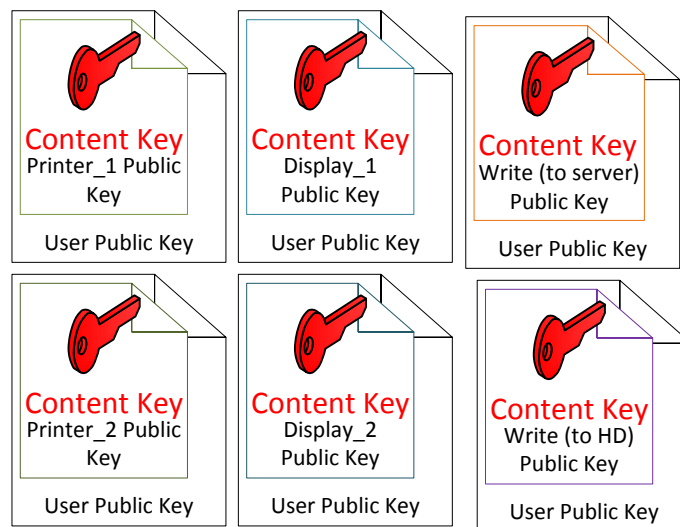 Content Key
Printer_1 Public
Key
User Public Key
Content Key
Display_1
Public Key
User Public Key
Content Key
Write (to server)
Public Key
User Public Key
Content Key
Printer_2 Public
Key
User Public Key
Content Key
Display_2
Public Key
User Public Key
Content Key
Write (to HD)
Public Key
User Public Key